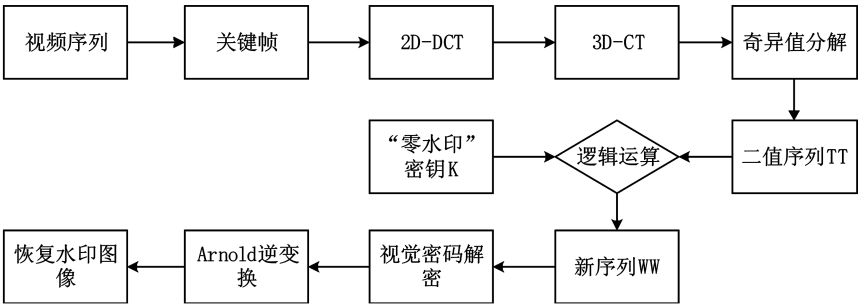 视频序列
关键帧
2D-DCT
3D-CT
奇异值分解
“零水印”
密钥K
逻辑运算
二值序列TT
恢复水印图
像
Arnold逆变
换
视觉密码解
密
新序列WW